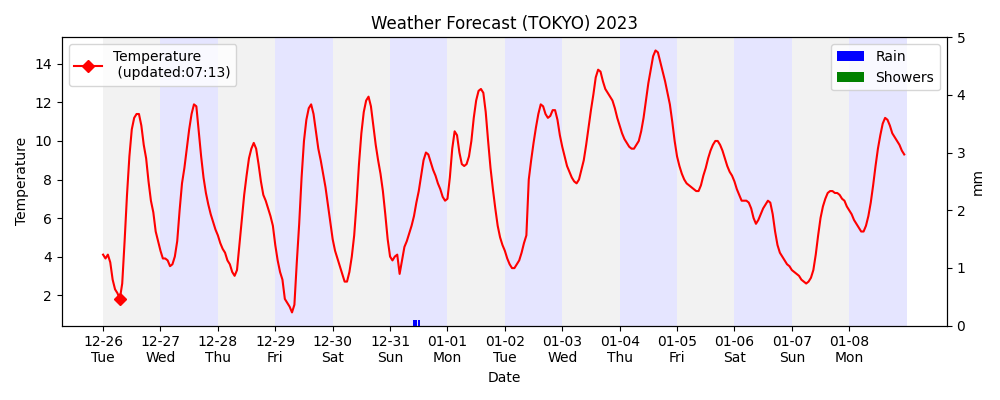 Weather Forecast (TOKYO) 2023
Temperature
(updated:07:13)
Rain
Showers
Temperature
14
12
10
8
6
4
2
5
4
3
2
1
0
mm
12-26 12-27 12-28 12-29 12-30 12-31 01-01 01-02 01-03 01-04 01-05 01-06 01-07 01-08
Tue Wed Thu Fri Sat Sun Mon Tue Wed Thu Fri Sat Sun Mon
Date